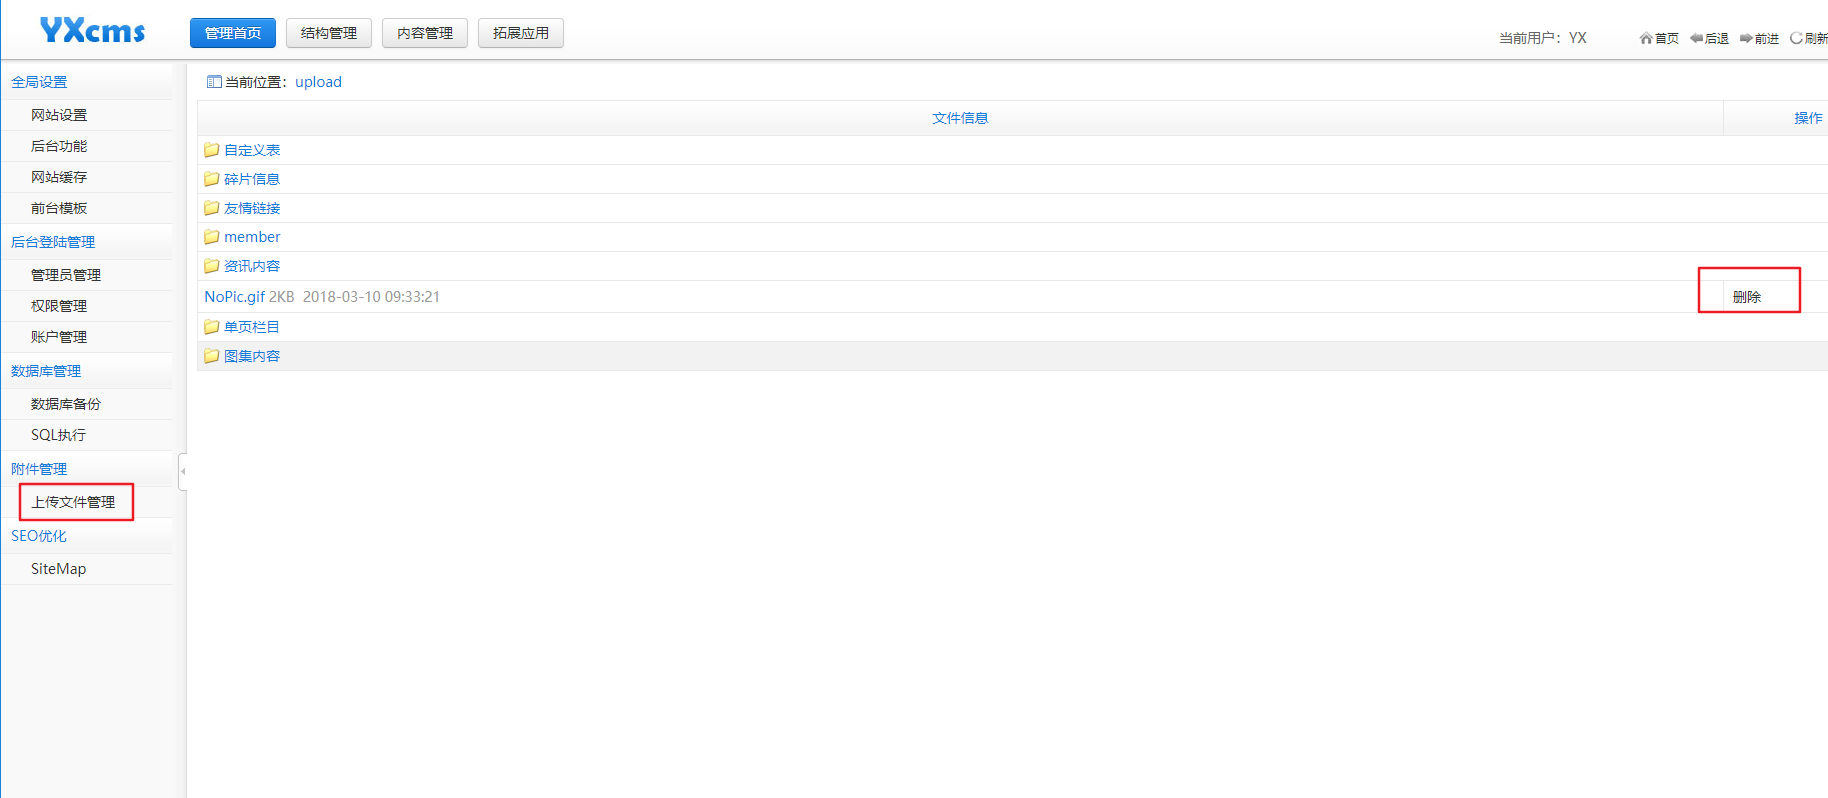 YXcms
管理首页 结构管理 内容管理 拓展应用
当前用户：YX 首页 后退 前进 刷新
全局设置
网站设置
后台功能
网站缓存
前台模板
后台登陆管理
管理员管理
权限管理
账户管理
数据库管理
数据库备份
SQL执行
附件管理
上传文件管理
SEO优化
SiteMap
当前位置：upload
文件信息 操作
自定义表
碎片信息
友情链接
member
资讯内容
NoPic.gif 2KB 2018-03-10 09:33:21 删除
单页栏目
图集内容